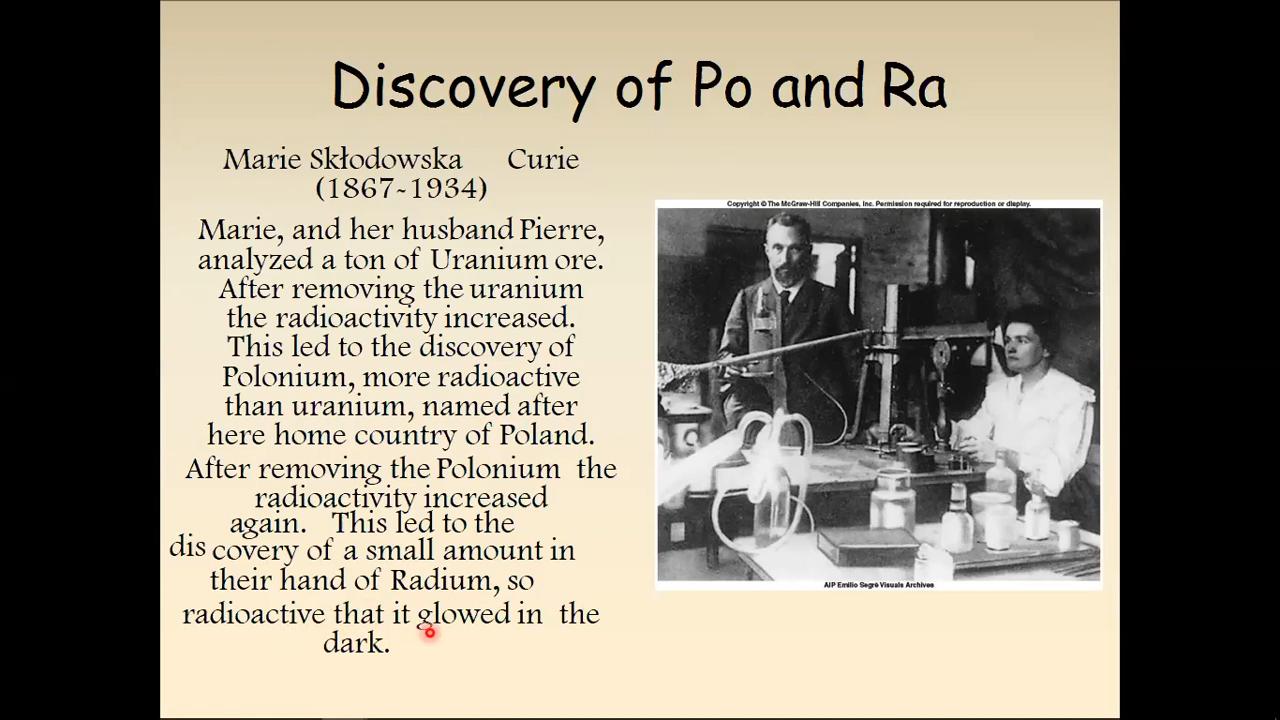 Discovery of Po and Ra
Marie Skłodowska Curie
(1867-1934)
Marie, and her husband Pierre,
analyzed a ton of Uranium ore.
After removing the uranium
the radioactivity increased.
This led to the discovery of
Polonium, more radioactive
than uranium, named after
here home country of Poland.
After removing the Polonium the
radioactivity increased
again. This led to the
dis covery of a small amount in
their hand of Radium, so
radioactive that it glowed in the
dark.
Copyright © The McGraw-Hill Companies, Inc. Permission required for reproduction or display.
AIP Emilio Segrè Visuals Archives